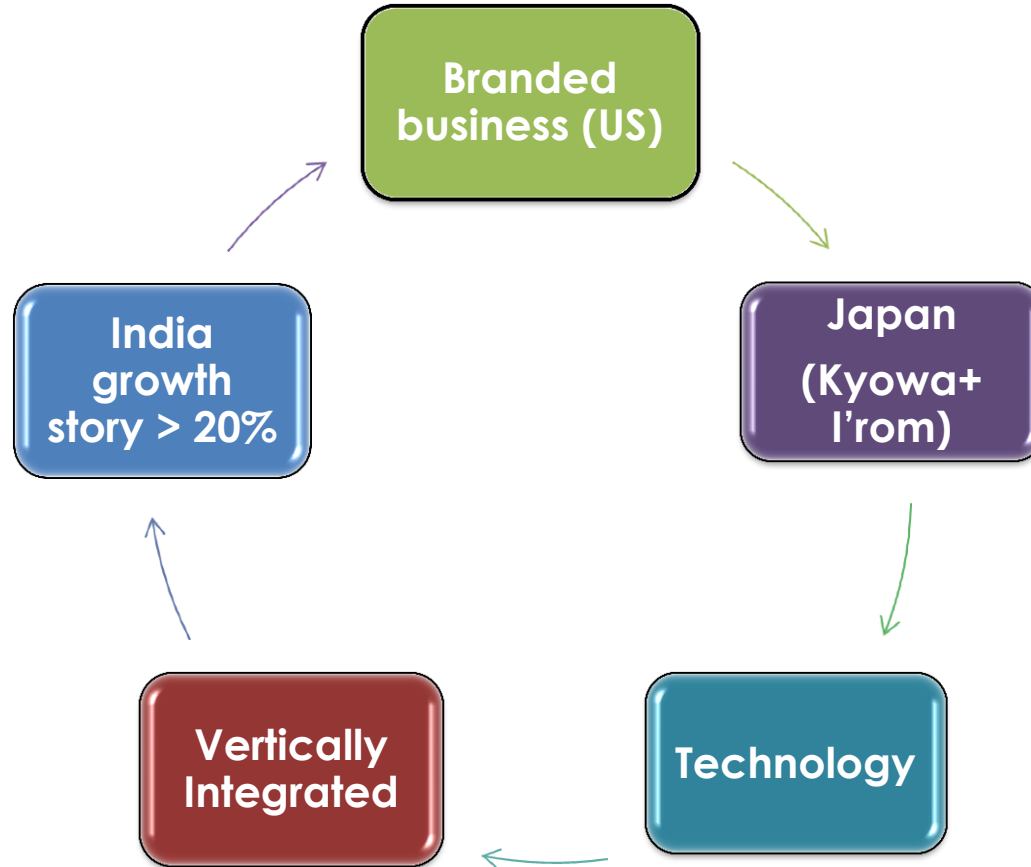 Branded
business (US)
Japan
(Kyowa+
I'rom)
Technology
Vertically
Integrated
India
growth
story > 20%